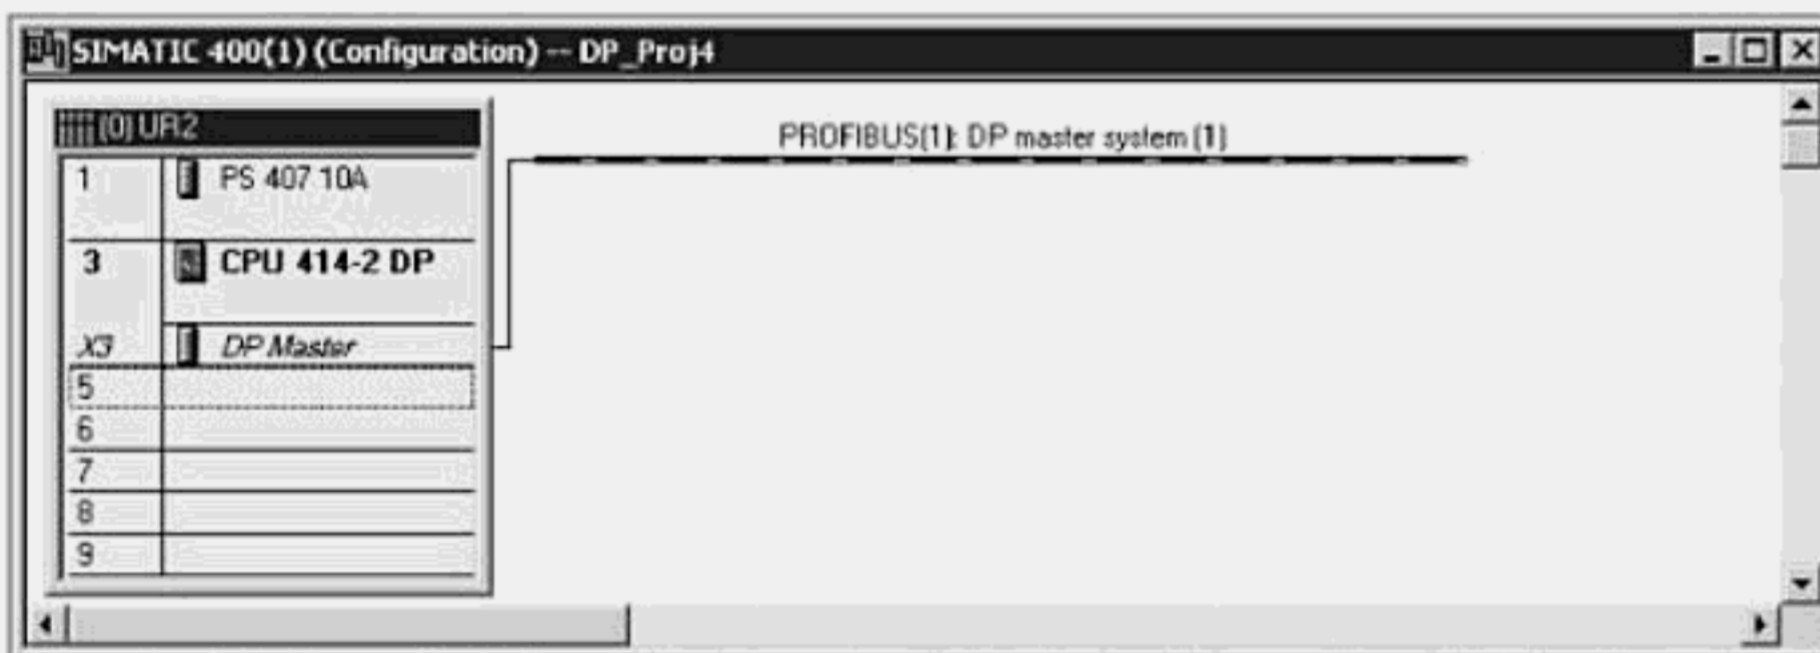 SIMATIC 400(1) (Configuration) -- DP_Proj4
(0) UR2
PROFIBUS(1): DP master system (1)
1 PS 407 10A
3 CPU 414-2 DP
X3 DP Master
5
6
7
8
9